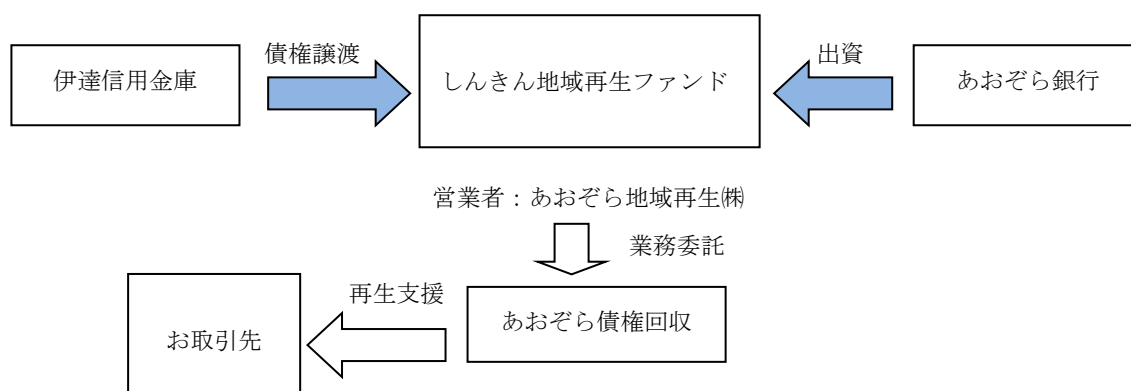 伊達信用金庫
債権譲渡
しんきん地域再生ファンド
出資
あおぞら銀行
営業者：あおぞら地域再生㈱
業務委託
お取引先
再生支援
あおぞら債権回収